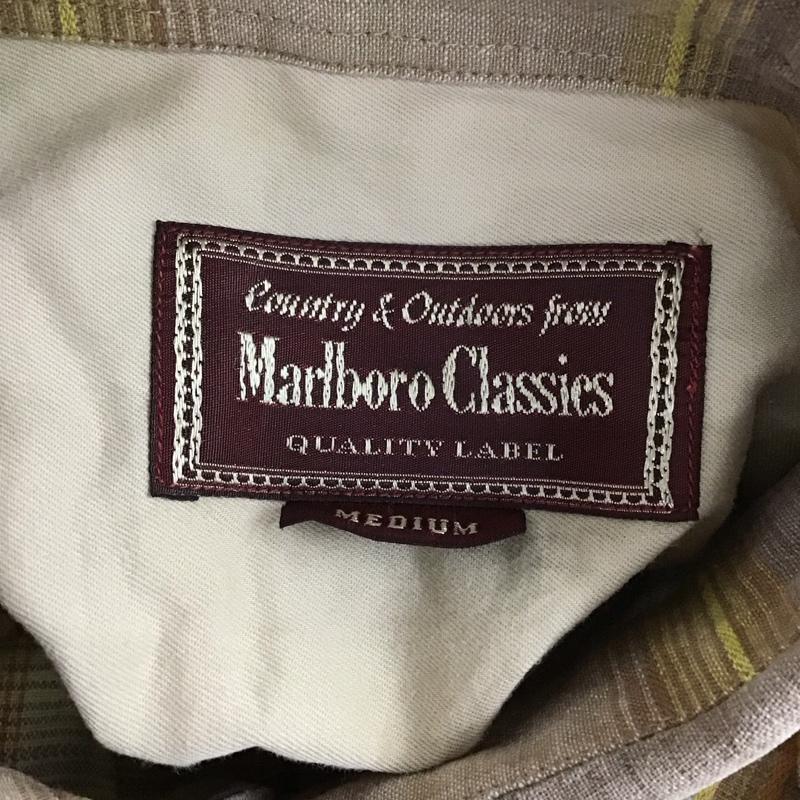 Country & Outdoors from
Marlboro Classics
QUALITY LABEL
MEDIUM